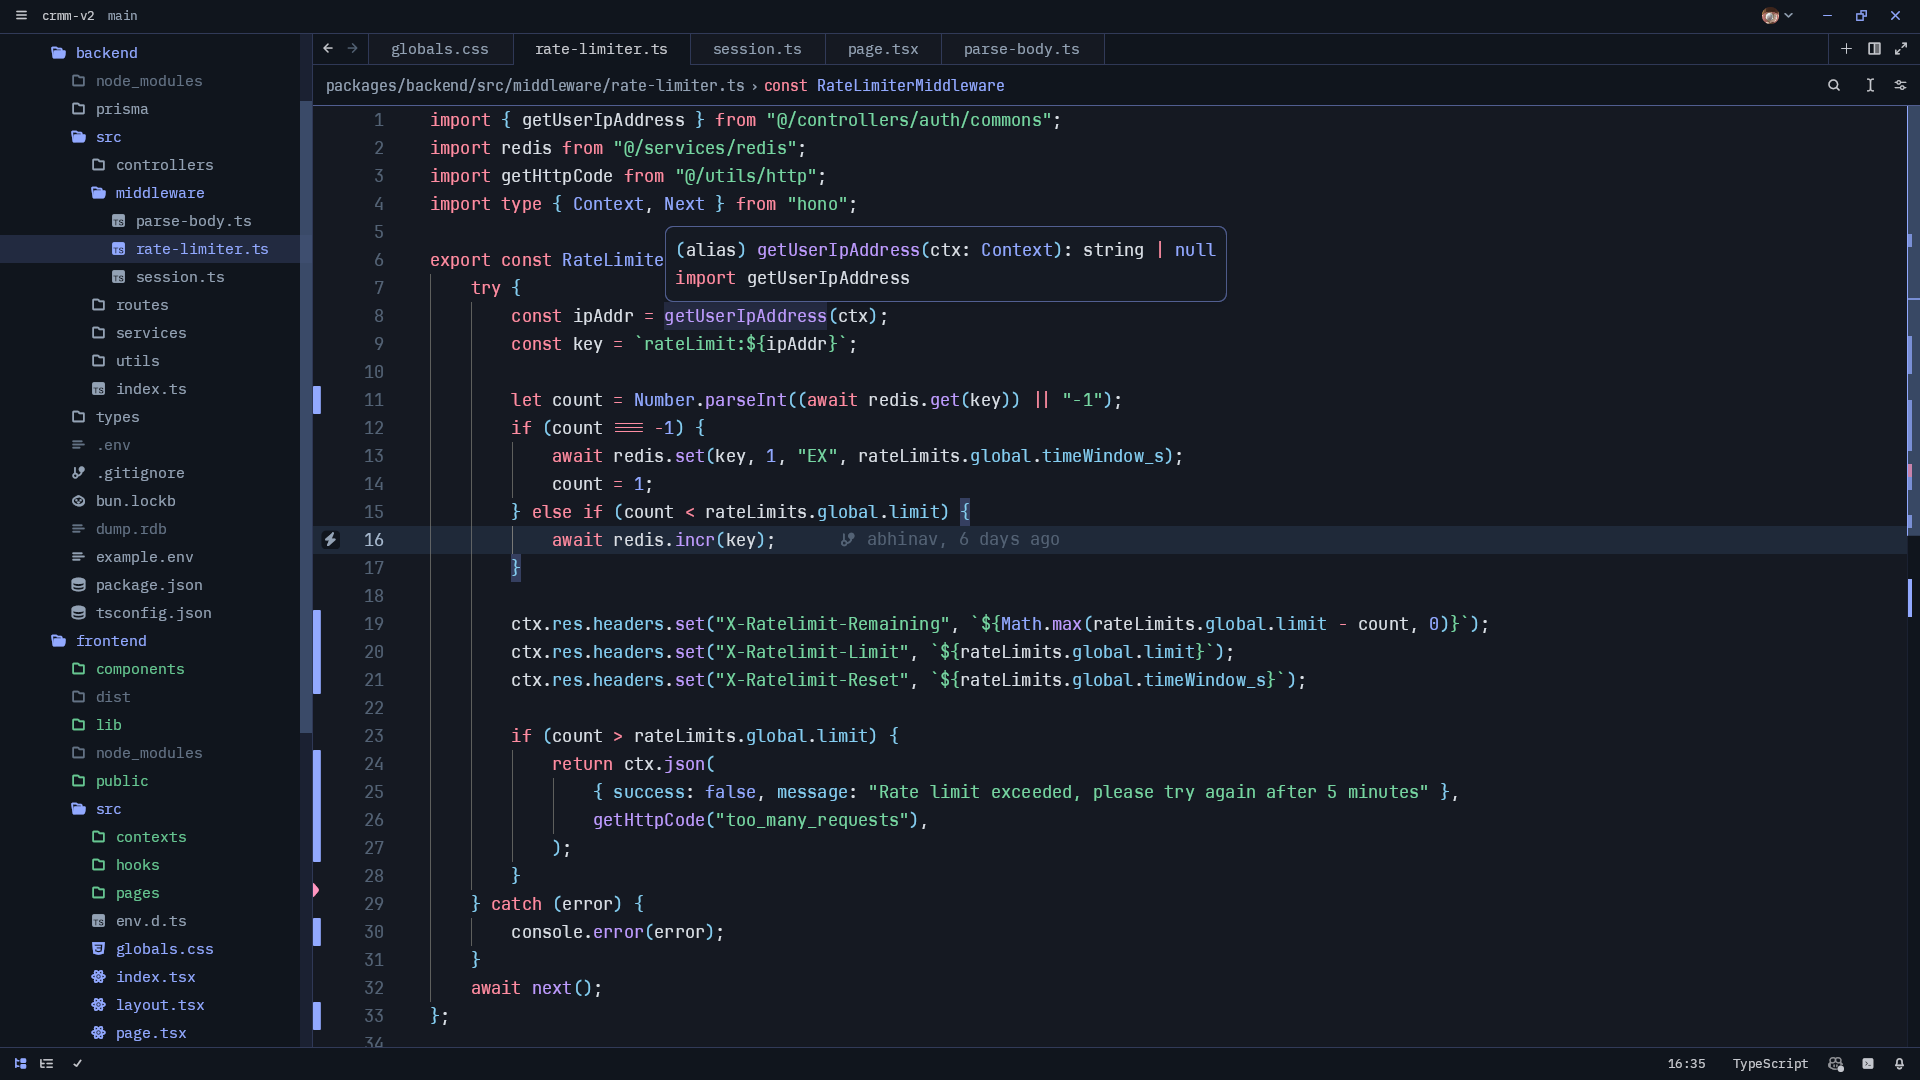 crmm-v2 main
backend
node_modules
prisma
src
controllers
middleware
parse-body.ts
rate-limiter.ts
session.ts
routes
services
utils
index.ts
types
.env
.gitignore
bun.lockb
dump.rdb
example.env
package.json
tsconfig.json
frontend
components
dist
lib
node_modules
public
src
contexts
hooks
pages
env.d.ts
globals.css
index.tsx
layout.tsx
page.tsx
globals.css rate-limiter.ts session.ts page.tsx parse-body.ts
packages/backend/src/middleware/rate-limiter.ts › const RateLimiterMiddleware
1 import { getUserIpAddress } from "@/controllers/auth/commons";
2 import redis from "@/services/redis";
3 import getHttpCode from "@/utils/http";
4 import type { Context, Next } from "hono";
5
(alias) getUserIpAddress(ctx: Context): string | null
import getUserIpAddress
6 export const RateLimite
7 try {
8 const ipAddr = getUserIpAddress(ctx);
9 const key = `rateLimit:${ipAddr}`;
10
11 let count = Number.parseInt((await redis.get(key)) || "-1");
12 if (count === -1) {
13 await redis.set(key, 1, "EX", rateLimits.global.timeWindow_s);
14 count = 1;
15 } else if (count < rateLimits.global.limit) {
16 await redis.incr(key); abhinav, 6 days ago
17 }
18
19 ctx.res.headers.set("X-Ratelimit-Remaining", `${Math.max(rateLimits.global.limit - count, 0)}`);
20 ctx.res.headers.set("X-Ratelimit-Limit", `${rateLimits.global.limit}`);
21 ctx.res.headers.set("X-Ratelimit-Reset", `${rateLimits.global.timeWindow_s}`);
22
23 if (count > rateLimits.global.limit) {
24 return ctx.json(
25 { success: false, message: "Rate limit exceeded, please try again after 5 minutes" },
26 getHttpCode("too_many_requests"),
27 );
28 }
29 } catch (error) {
30 console.error(error);
31 }
32 await next();
33 };
34
16:35 TypeScript